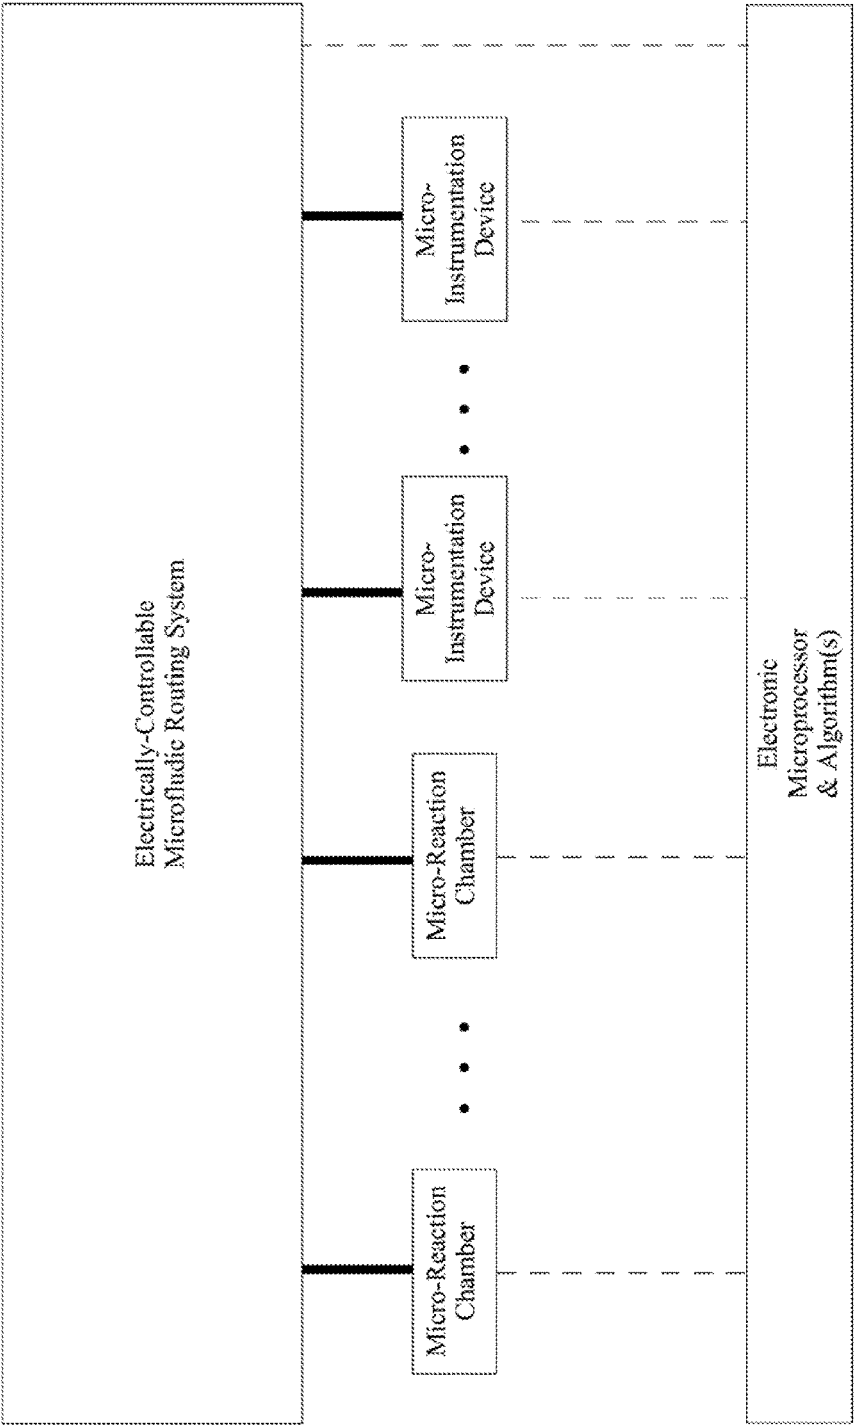 Electrically-Controllable
Microfludic Routing System
Micro-Reaction
Chamber
Micro-Reaction
Chamber
Micro-
Instrumentation
Device
Micro-
Instrumentation
Device
Electronic
Microprocessor
& Algorithm(s)